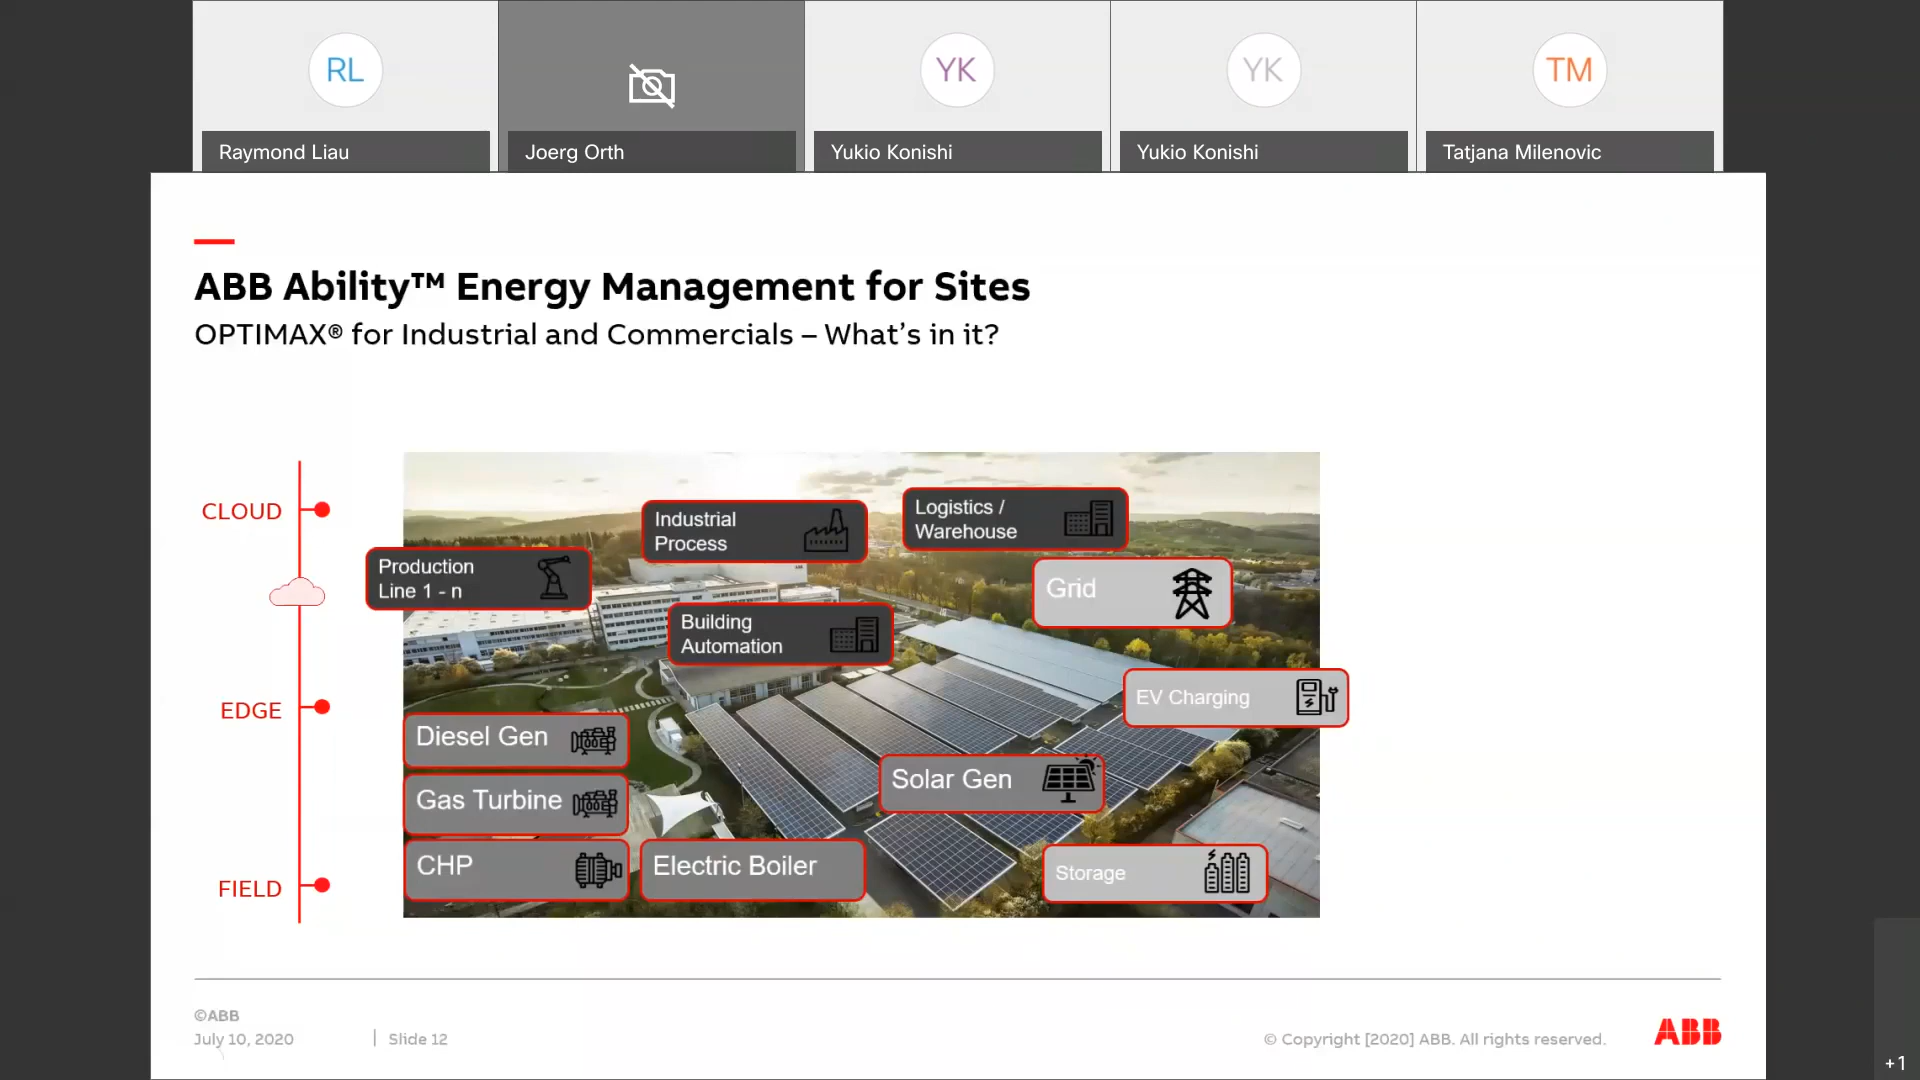 RL
YK
YK
TM
Raymond Liau
Joerg Orth
Yukio Konishi
Yukio Konishi
Tatjana Milenovic
ABB Ability™ Energy Management for Sites
OPTIMAX® for Industrial and Commercials – What's in it?
CLOUD
EDGE
FIELD
Production
Line 1 - n
Industrial
Process
Logistics /
Warehouse
Building
Automation
Grid
EV Charging
Diesel Gen
Gas Turbine
CHP
Electric Boiler
Solar Gen
Storage
©ABB
July 10, 2020
Slide 12
© Copyright [2020] ABB. All rights reserved.
ABB
+1